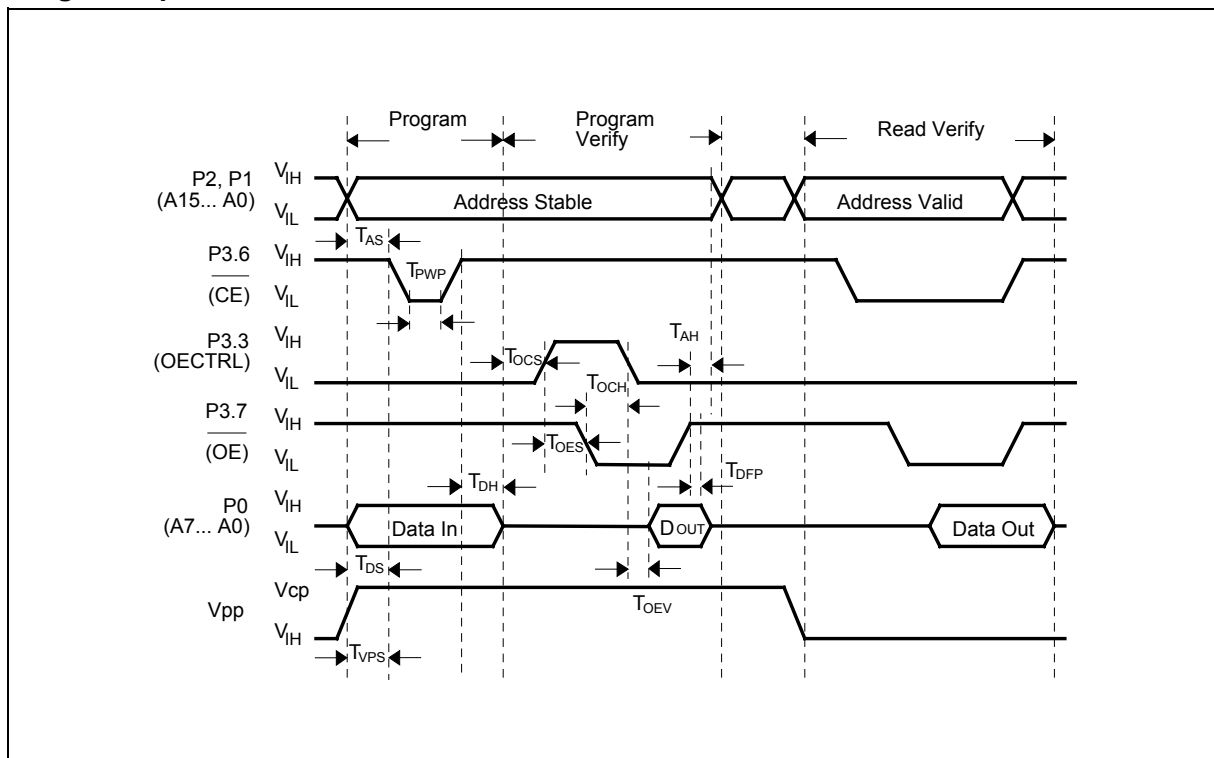 Program
Program
Verify
Read Verify
P2, P1
(A15... A0)
VIH
VIL
Address Stable
Address Valid
TAS
P3.6
(CE)
VIH
VIL
TPWP
P3.3
(OECTRL)
VIH
VIL
TOCS
TAH
TOCH
P3.7
(OE)
VIH
VIL
TOES
TDFP
TDH
P0
(A7... A0)
VIH
VIL
Data In
DOUT
Data Out
TDS
Vpp
Vcp
VIH
TOEV
TVPS